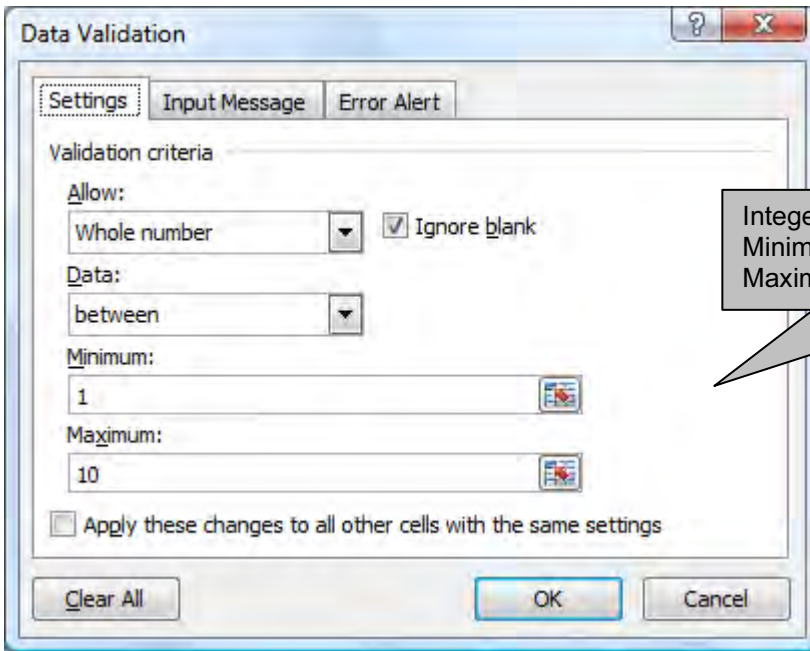 Data Validation
Settings Input Message Error Alert
Validation criteria
Allow:
Whole number Ignore blank
Data:
between
Minimum:
1
Maximum:
10
Apply these changes to all other cells with the same settings
Clear All OK Cancel